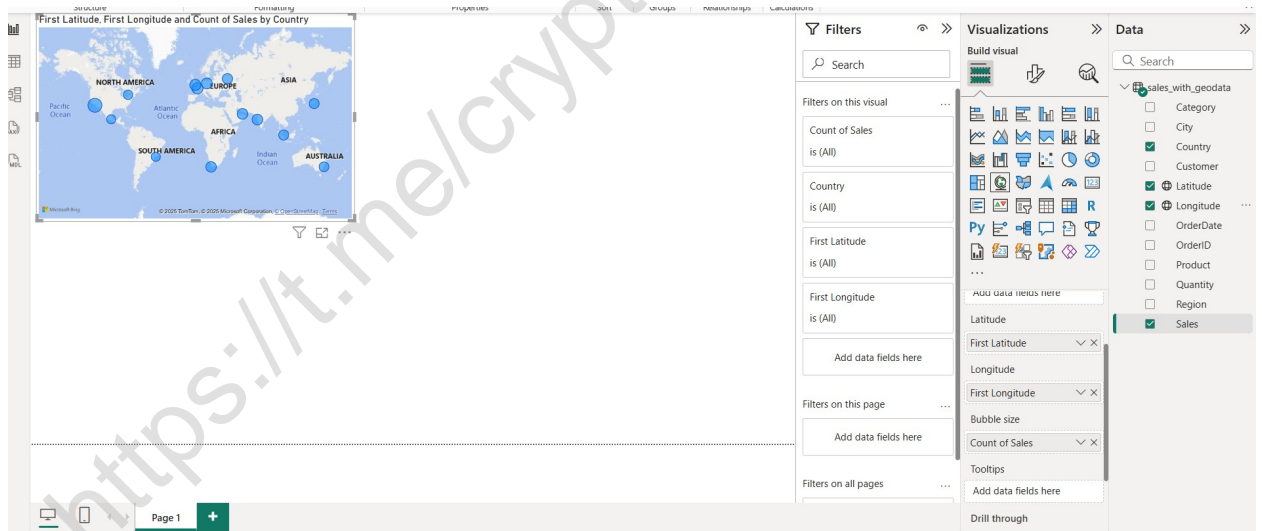 Structure Formatting Properties Sort Groups Relationships Calculations
First Latitude, First Longitude and Count of Sales by Country
NORTH AMERICA
EUROPE
ASIA
Pacific
Ocean
Atlantic
Ocean
AFRICA
SOUTH AMERICA
Indian
Ocean
AUSTRALIA
Microsoft Bing
© 2025 TomTom, © 2025 Microsoft Corporation, © OpenStreetMap Terms
Page 1
Filters
Search
Filters on this visual
Count of Sales
is (All)
Country
is (All)
First Latitude
is (All)
First Longitude
is (All)
Add data fields here
Filters on this page
Add data fields here
Filters on all pages
Visualizations
Build visual
123
R
Py
Add data fields here
Latitude
First Latitude
Longitude
First Longitude
Bubble size
Count of Sales
Tooltips
Add data fields here
Drill through
Data
Search
sales_with_geodata
Category
City
Country
Customer
Latitude
Longitude
OrderDate
OrderID
Product
Quantity
Region
Sales
https://t.me/crypt